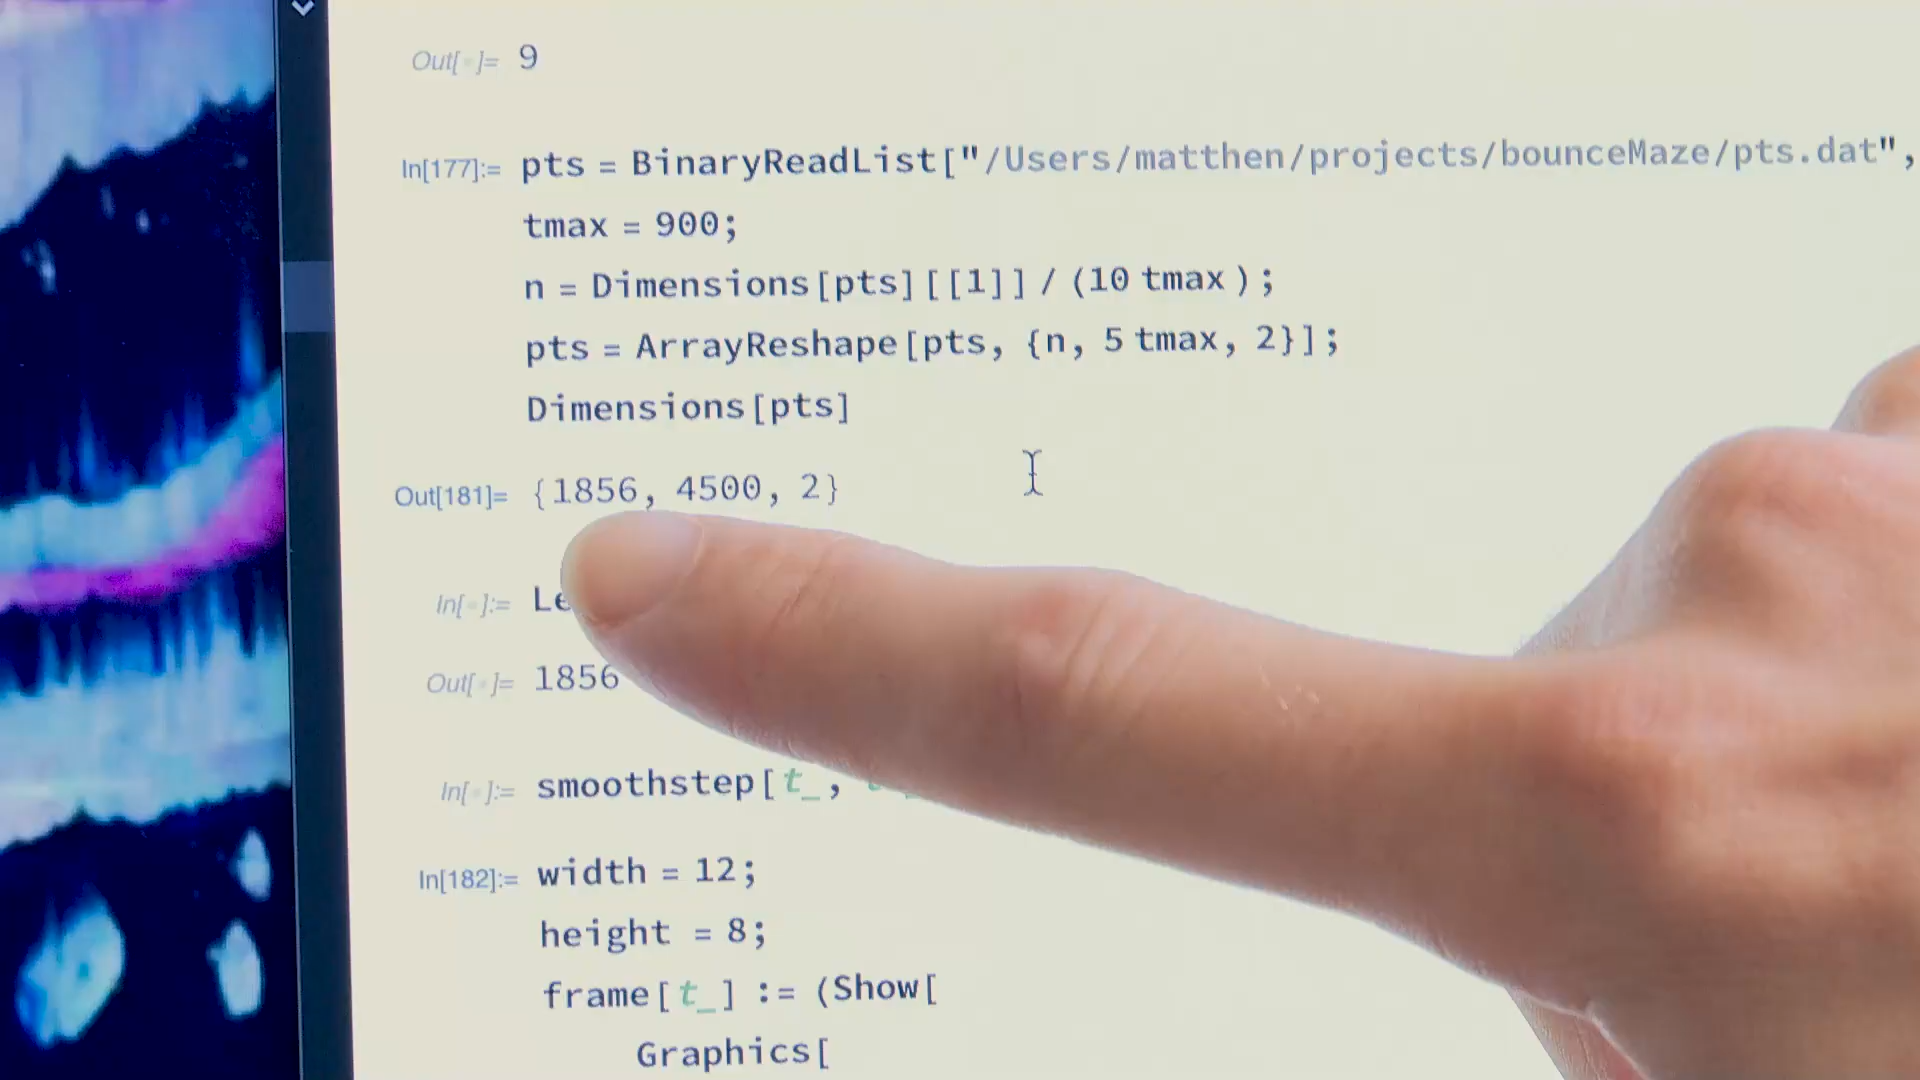 Out[ ]= 9
In[177]:= pts = BinaryReadList["/Users/matthen/projects/bounceMaze/pts.dat",
tmax = 900;
n = Dimensions[pts][[1]] / (10 tmax);
pts = ArrayReshape[pts, {n, 5 tmax, 2}];
Dimensions[pts]
Out[181]= {1856, 4500, 2}
In[ ]:= Le
Out[ ]= 1856
In[ ]:= smoothstep[t_,
In[182]:= width = 12;
height = 8;
frame[t_] := (Show[
Graphics[